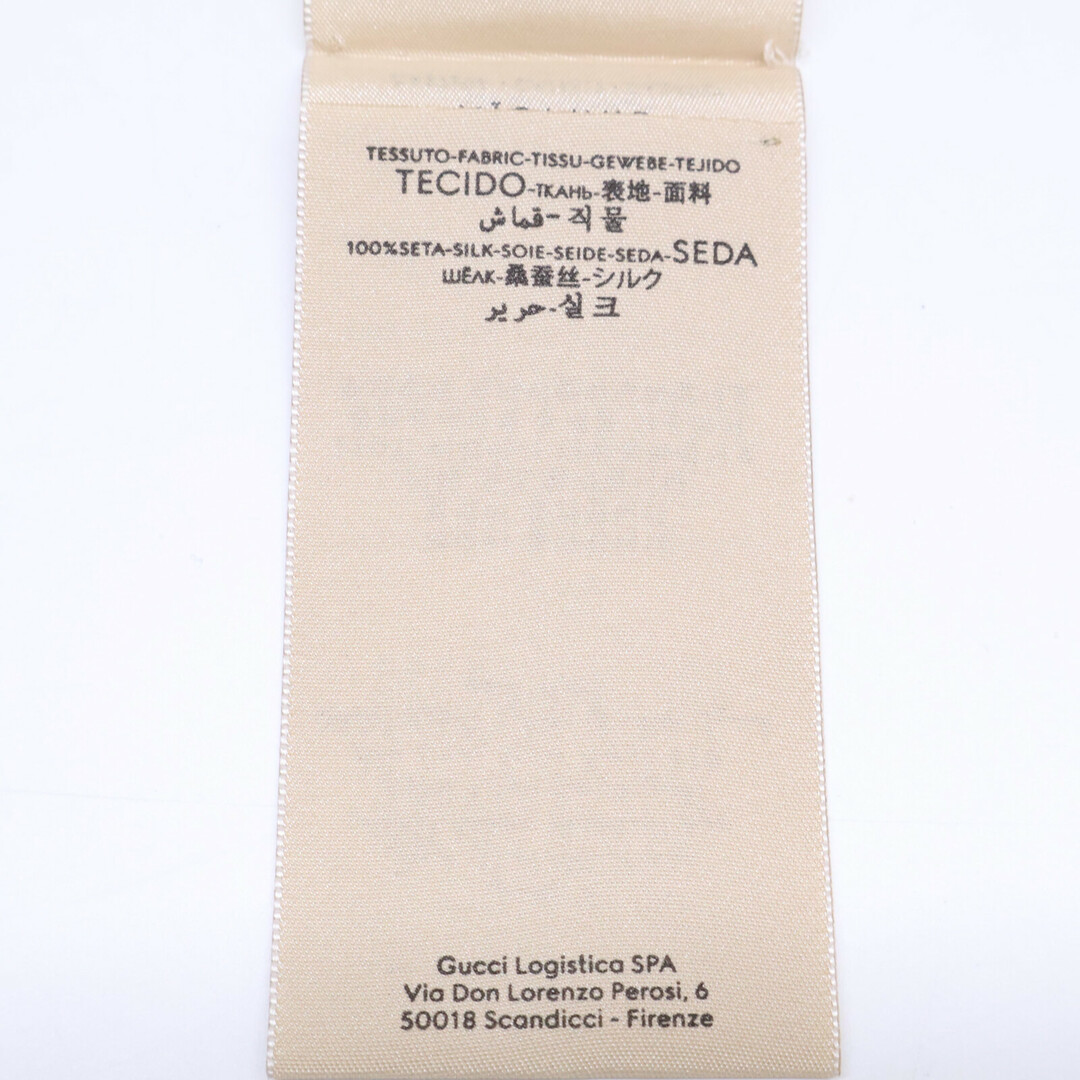 TESSUTO-FABRIC-TISSU-GEWEBE-TEJIDO
TECIDO-ТКАНЬ-表地-面料
قماش-직물
100%SETA-SILK-SOIE-SEIDE-SEDA-SEDA
ШЁЛК-桑蚕丝-シルク
حرير-실크
Gucci Logistica SPA
Via Don Lorenzo Perosi, 6
50018 Scandicci - Firenze